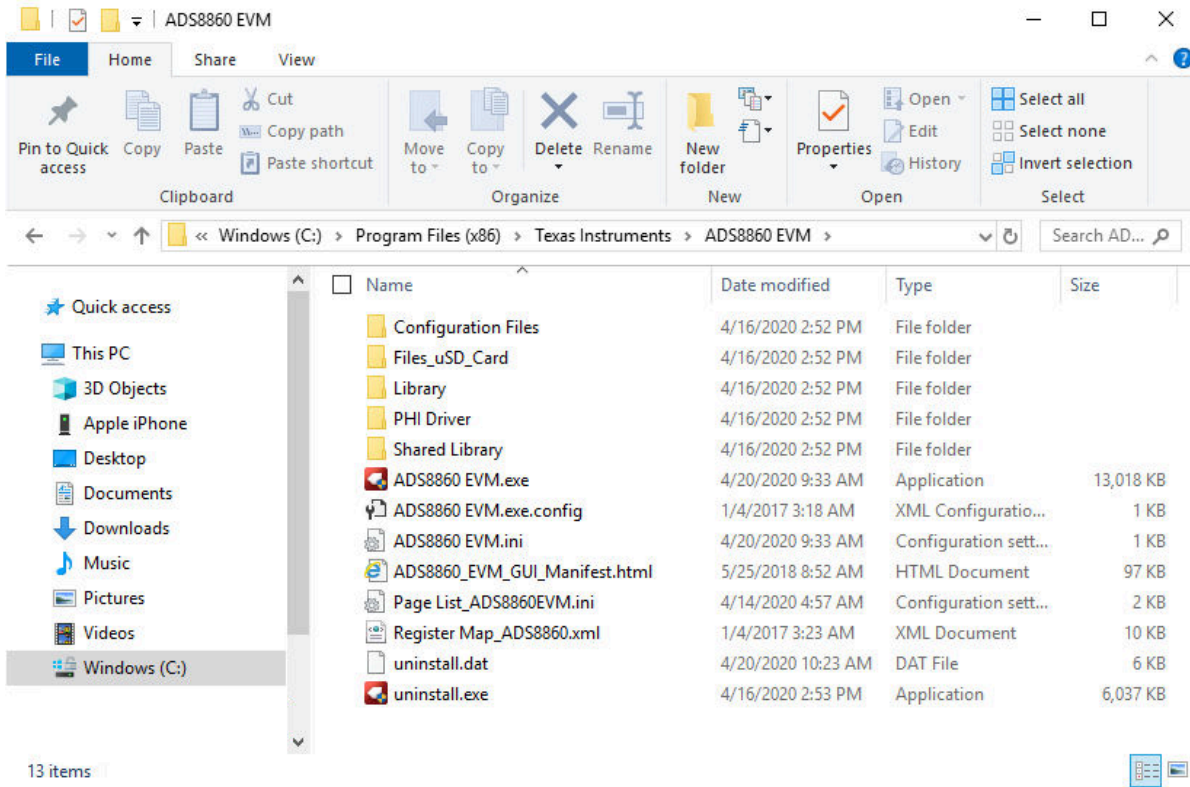 ADS8860 EVM
File Home Share View
Pin to Quick access
Copy
Paste
Cut
Copy path
Paste shortcut
Clipboard
Move to
Copy to
Delete
Rename
Organize
New folder
New
Properties
Open
Edit
History
Open
Select all
Select none
Invert selection
Select
« Windows (C:) › Program Files (x86) › Texas Instruments › ADS8860 EVM ›
Search AD...
Quick access
This PC
3D Objects
Apple iPhone
Desktop
Documents
Downloads
Music
Pictures
Videos
Windows (C:)
Name Date modified Type Size
Configuration Files 4/16/2020 2:52 PM File folder
Files_uSD_Card 4/16/2020 2:52 PM File folder
Library 4/16/2020 2:52 PM File folder
PHI Driver 4/16/2020 2:52 PM File folder
Shared Library 4/16/2020 2:52 PM File folder
ADS8860 EVM.exe 4/20/2020 9:33 AM Application 13,018 KB
ADS8860 EVM.exe.config 1/4/2017 3:18 AM XML Configuratio... 1 KB
ADS8860 EVM.ini 4/20/2020 9:33 AM Configuration sett... 1 KB
ADS8860_EVM_GUI_Manifest.html 5/25/2018 8:52 AM HTML Document 97 KB
Page List_ADS8860EVM.ini 4/14/2020 4:57 AM Configuration sett... 2 KB
Register Map_ADS8860.xml 1/4/2017 3:23 AM XML Document 10 KB
uninstall.dat 4/20/2020 10:23 AM DAT File 6 KB
uninstall.exe 4/16/2020 2:53 PM Application 6,037 KB
13 items